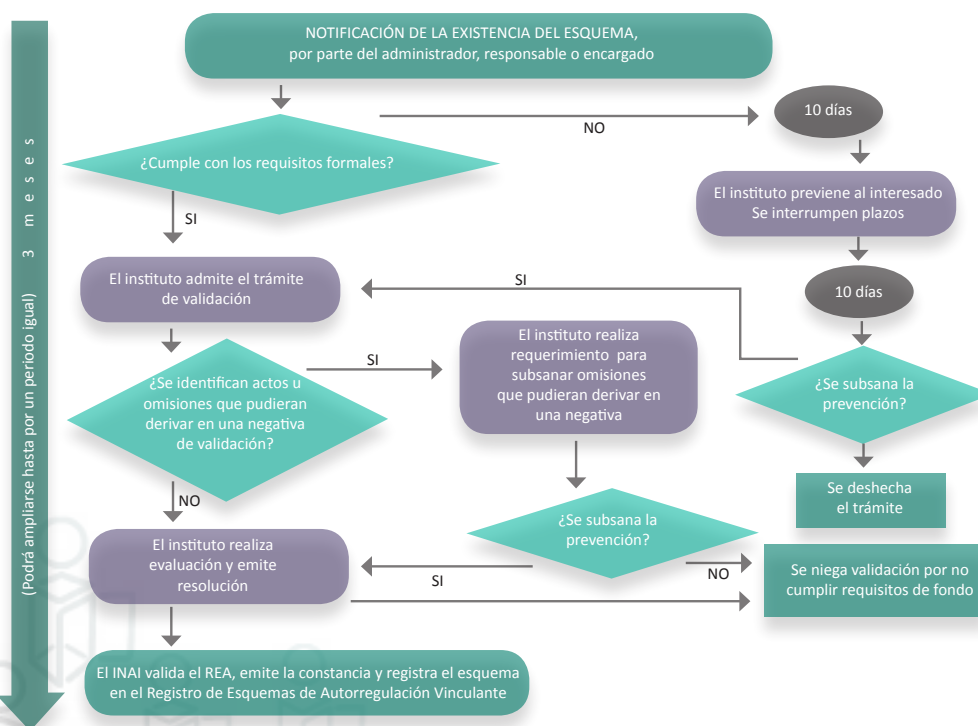 NOTIFICACIÓN DE LA EXISTENCIA DEL ESQUEMA,
por parte del administrador, responsable o encargado
10 días
NO
¿Cumple con los requisitos formales?
El instituto previene al interesado
Se interrumpen plazos
SI
El instituto admite el trámite
de validación
SI
10 días
El instituto realiza
requerimiento para
subsanar omisiones
que pudieran derivar en
una negativa
SI
¿Se identifican actos u
omisiones que pudieran
derivar en una negativa
de validación?
¿Se subsana la
prevención?
NO
Se deshecha
el trámite
¿Se subsana la
prevención?
El instituto realiza
evaluación y emite
resolución
SI
NO
Se niega validación por no
cumplir requisitos de fondo
El INAI valida el REA, emite la constancia y registra el esquema
en el Registro de Esquemas de Autorregulación Vinculante
(Podrá ampliarse hasta por un periodo igual) 3 meses